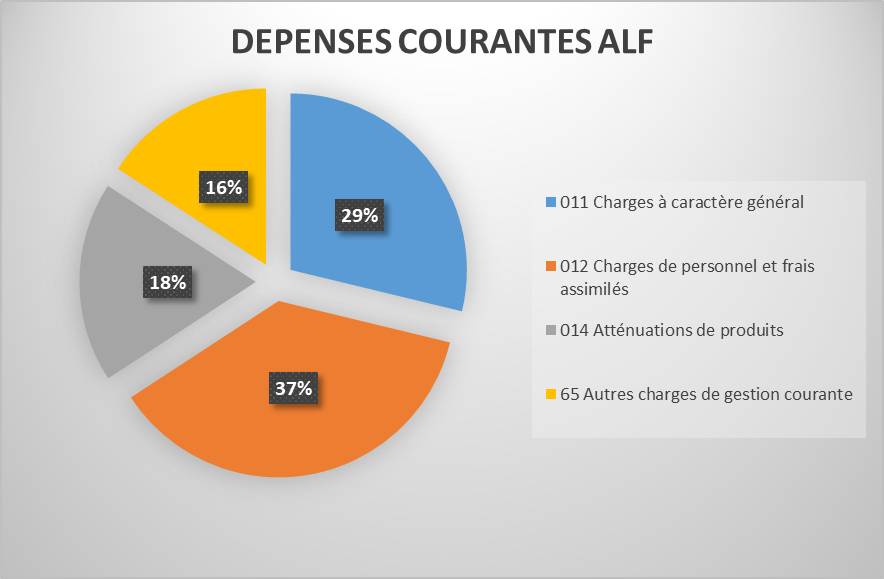 DEPENSES COURANTES ALF
16%
29%
18%
37%
011 Charges à caractère général
012 Charges de personnel et frais
assimilés
014 Atténuations de produits
65 Autres charges de gestion courante